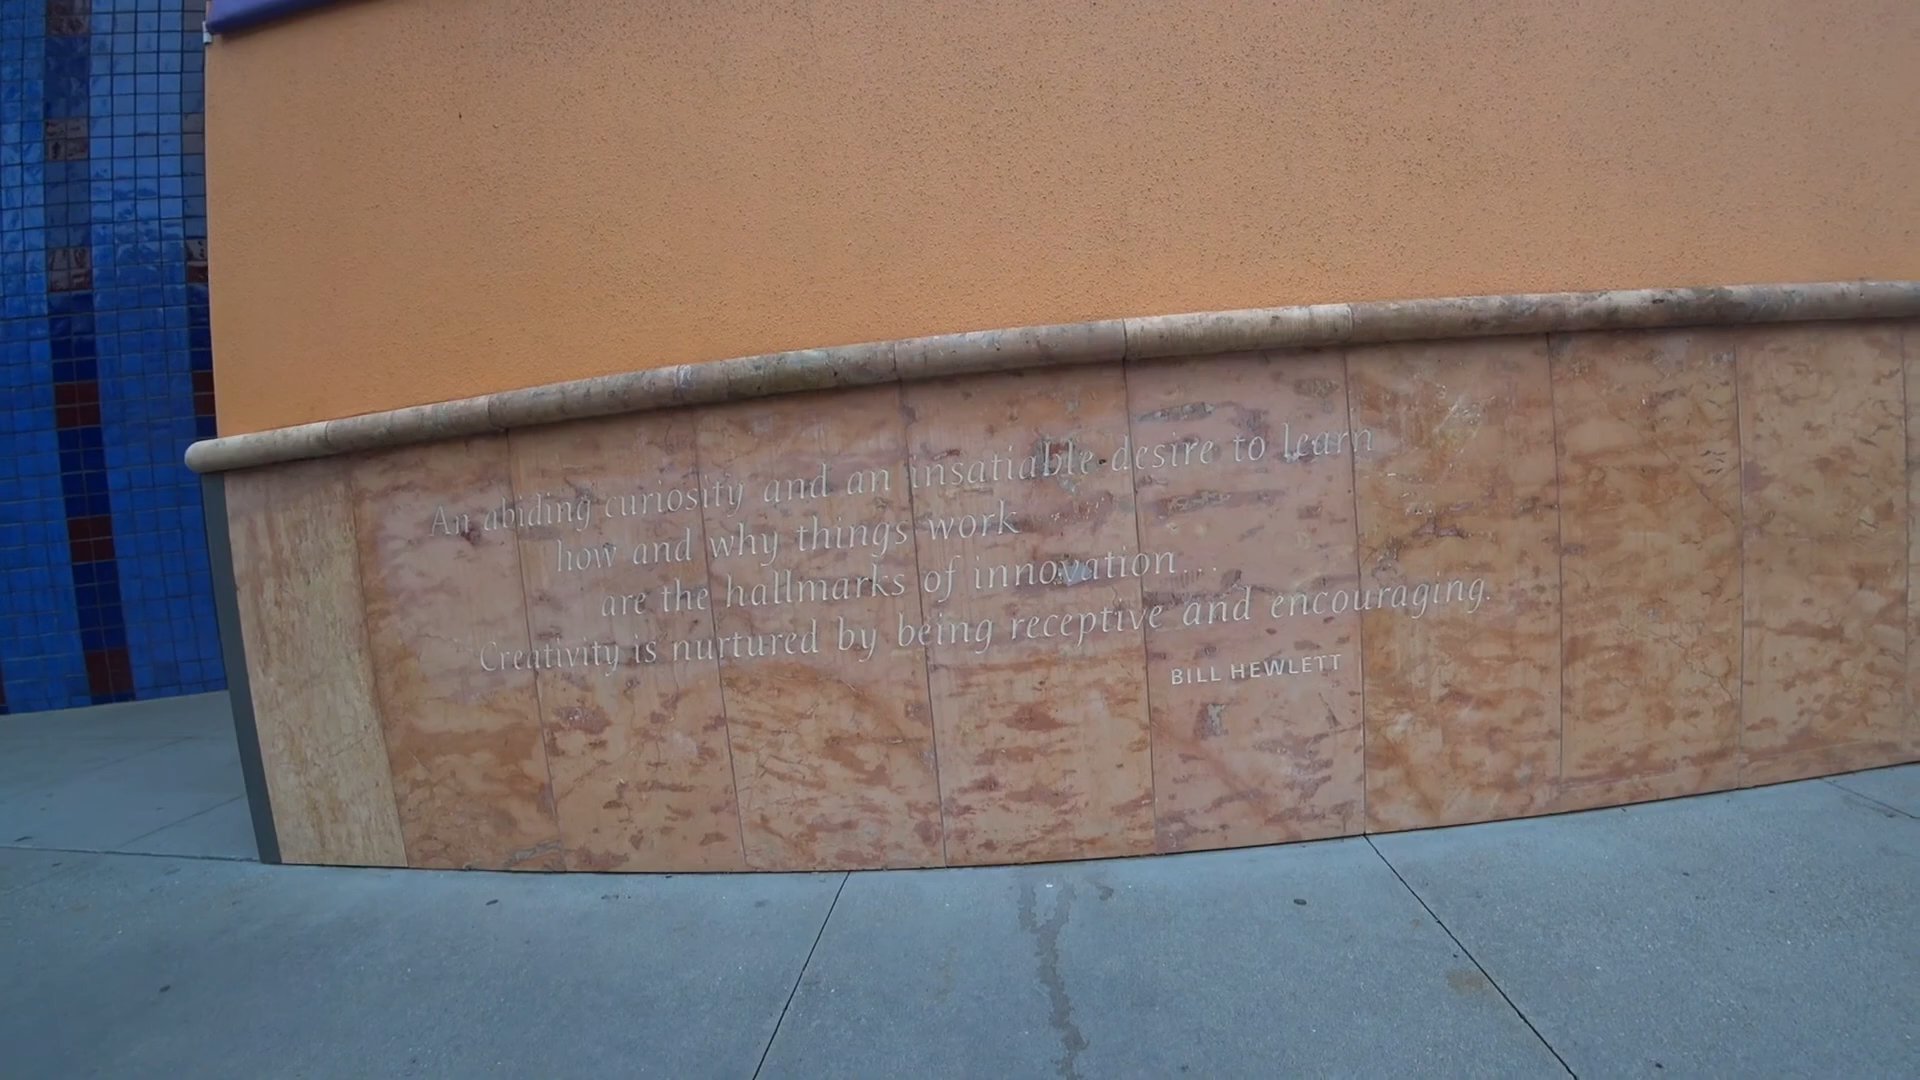 An abiding curiosity and an insatiable desire to learn
how and why things work
are the hallmarks of innovation...
Creativity is nurtured by being receptive and encouraging.
BILL HEWLETT